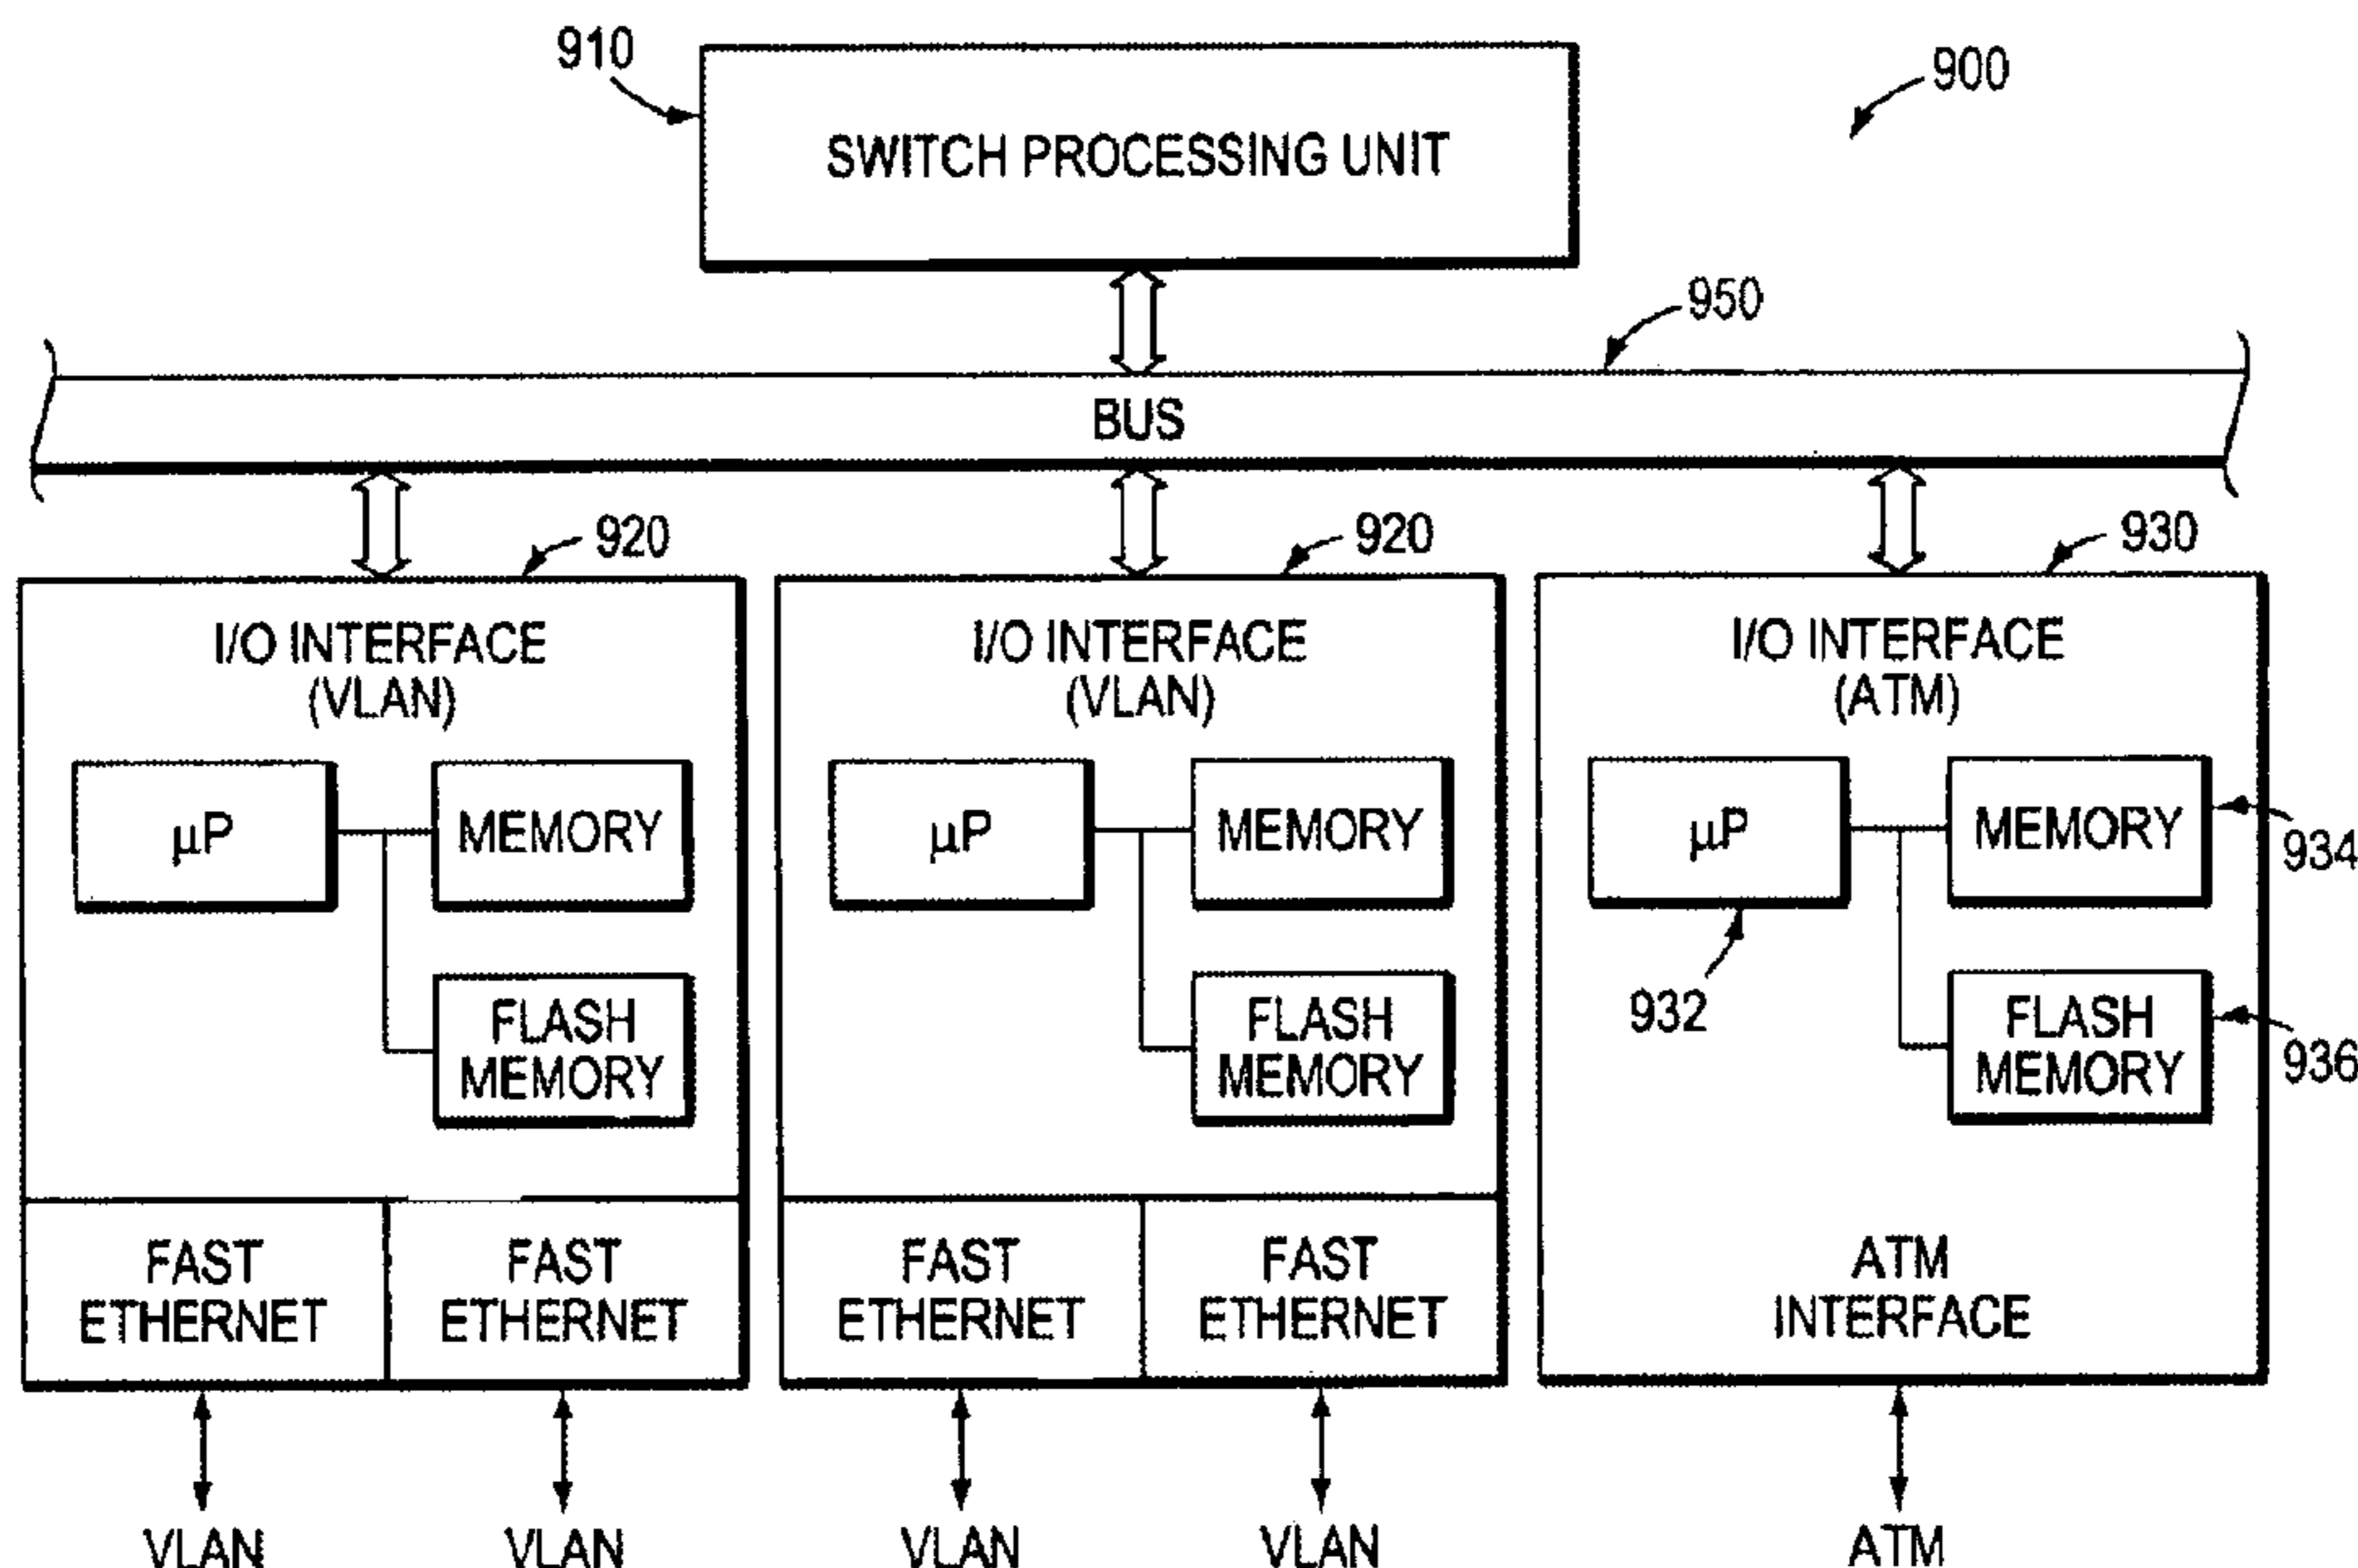 910
900
SWITCH PROCESSING UNIT
950
BUS
920
920
930
I/O INTERFACE
(VLAN)
I/O INTERFACE
(VLAN)
I/O INTERFACE
(ATM)
µP
MEMORY
µP
MEMORY
µP
MEMORY
934
932
FLASH
MEMORY
FLASH
MEMORY
FLASH
MEMORY
936
FAST
ETHERNET
FAST
ETHERNET
FAST
ETHERNET
FAST
ETHERNET
ATM
INTERFACE
VLAN
VLAN
VLAN
VLAN
ATM